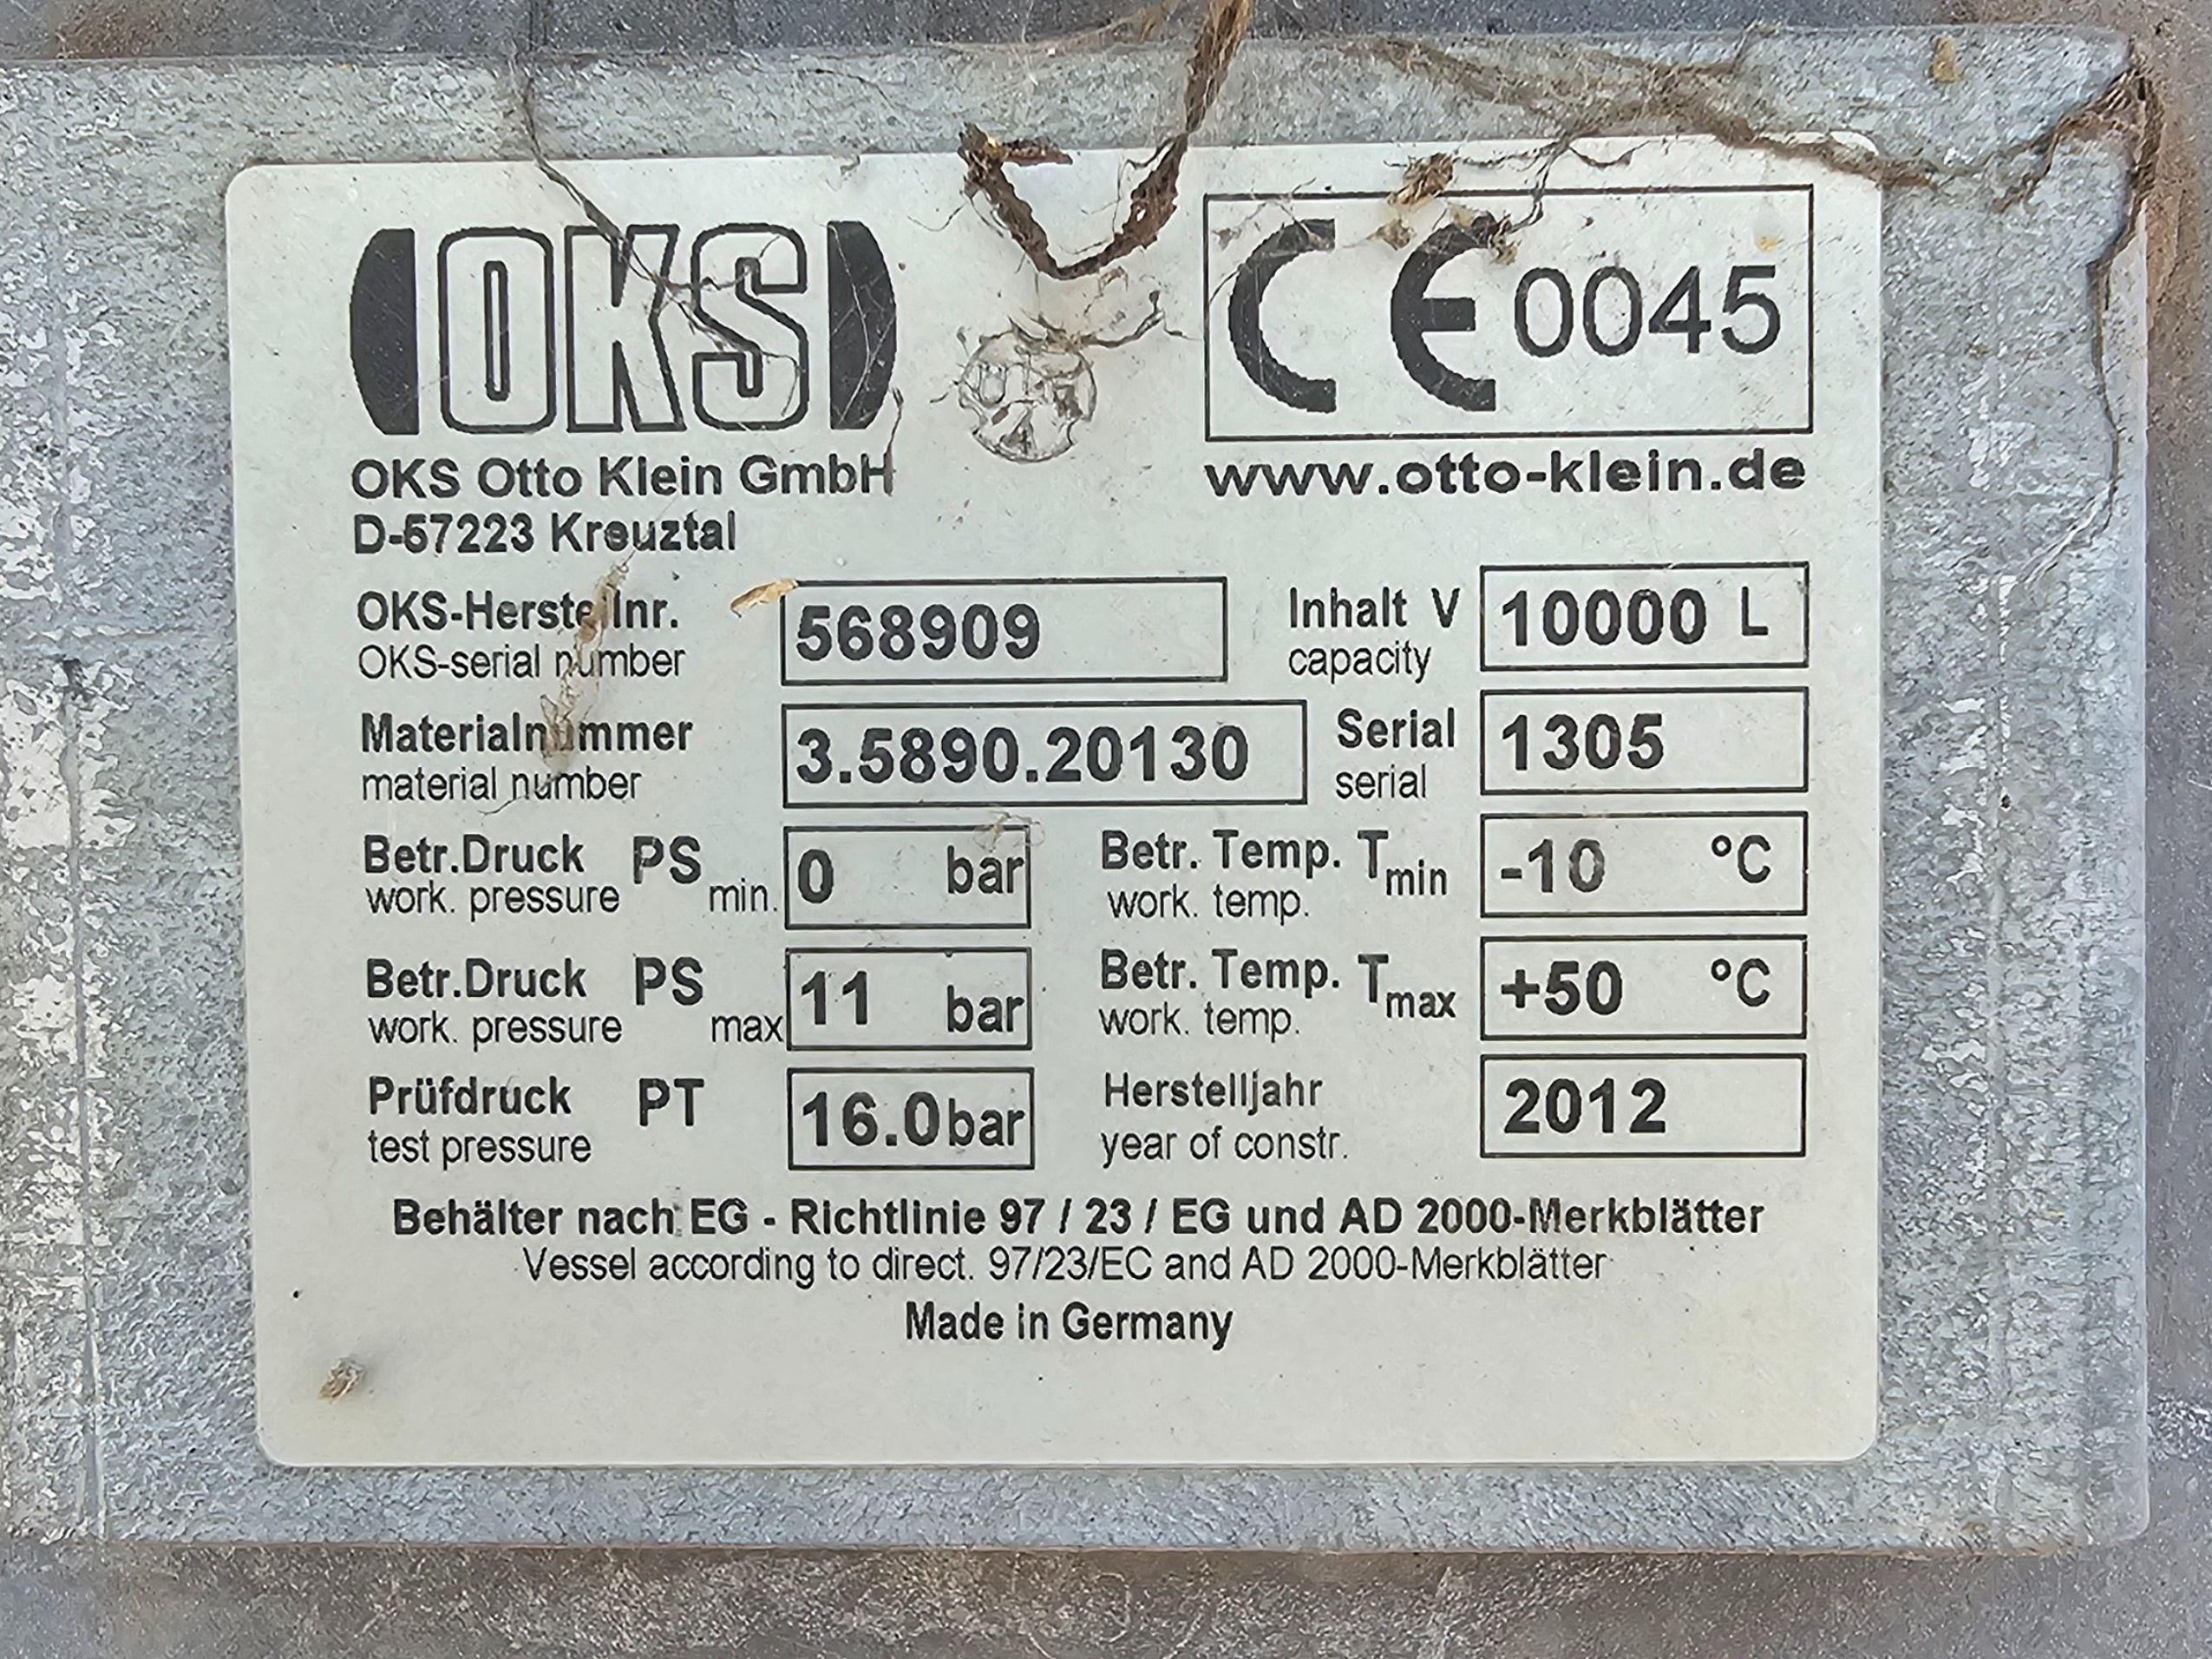 OKS
CE 0045
OKS Otto Klein GmbH
D-57223 Kreuztal
www.otto-klein.de
OKS-Herstellnr. 568909 Inhalt V 10000 L
OKS-serial number capacity
Materialnummer 3.5890.20130 Serial 1305
material number serial
Betr.Druck PS min. 0 bar Betr. Temp. Tmin -10 °C
work. pressure work. temp.
Betr.Druck PS max 11 bar Betr. Temp. Tmax +50 °C
work. pressure work. temp.
Prüfdruck PT 16.0 bar Herstelljahr 2012
test pressure year of constr.
Behälter nach EG - Richtlinie 97 / 23 / EG und AD 2000-Merkblätter
Vessel according to direct. 97/23/EC and AD 2000-Merkblätter
Made in Germany